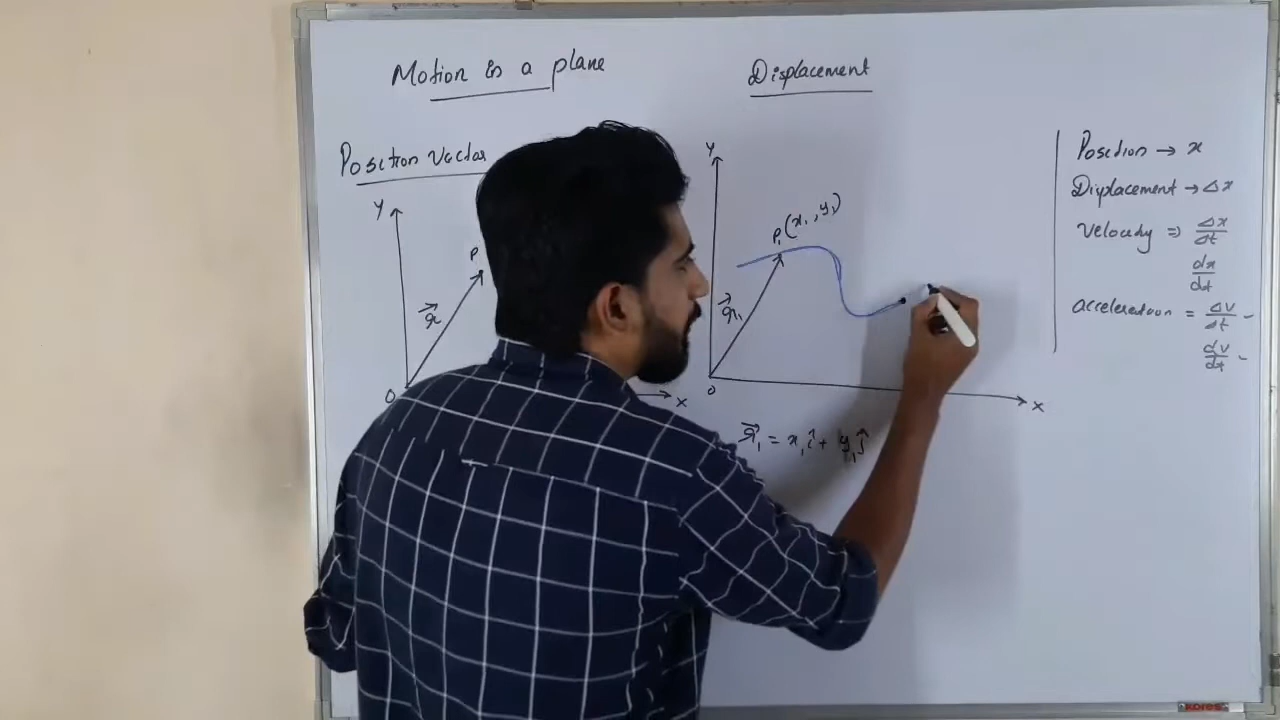 Motion in a plane
Displacement
Position Vector
Y
P
r
O
X
Y
P₁(x₁, y₁)
r₁
O
X
r₁ = x₁î + y₁ĵ
Position → x
Displacement → Δx
Velocity ⇒ Δx/Δt
dx/dt
acceleration = Δv/Δt
dv/dt
kores